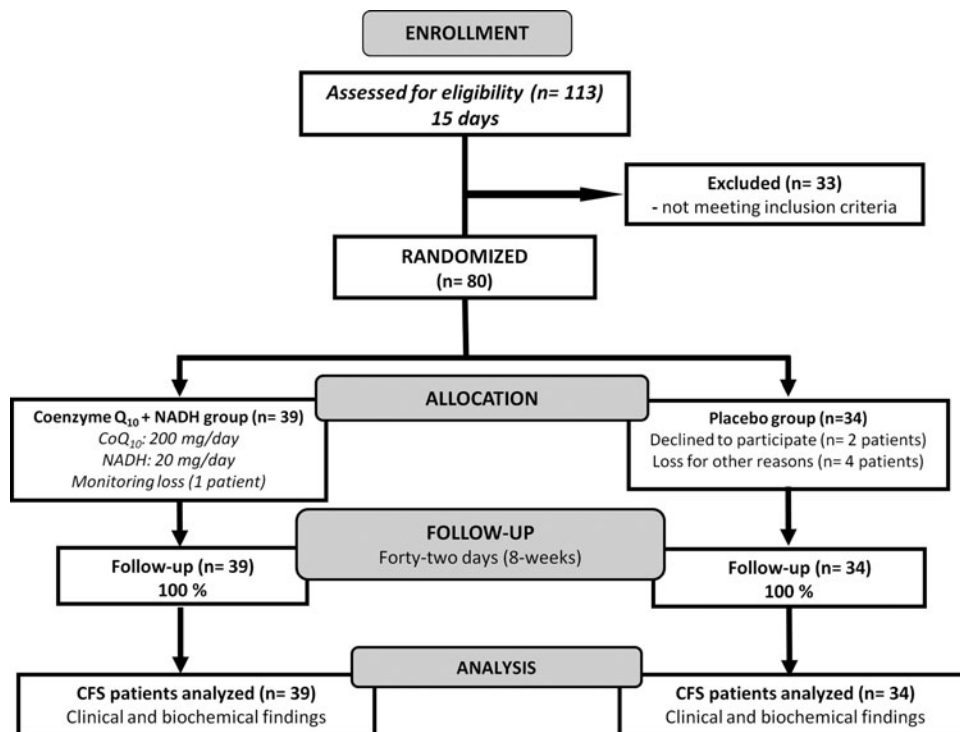 ENROLLMENT
Assessed for eligibility (n= 113)
15 days
Excluded (n= 33)
- not meeting inclusion criteria
RANDOMIZED
(n= 80)
ALLOCATION
Coenzyme Q10 + NADH group (n= 39)
CoQ10: 200 mg/day
NADH: 20 mg/day
Monitoring loss (1 patient)
Placebo group (n=34)
Declined to participate (n= 2 patients)
Loss for other reasons (n= 4 patients)
FOLLOW-UP
Forty-two days (8-weeks)
Follow-up (n= 39)
100 %
Follow-up (n= 34)
100 %
ANALYSIS
CFS patients analyzed (n= 39)
Clinical and biochemical findings
CFS patients analyzed (n= 34)
Clinical and biochemical findings